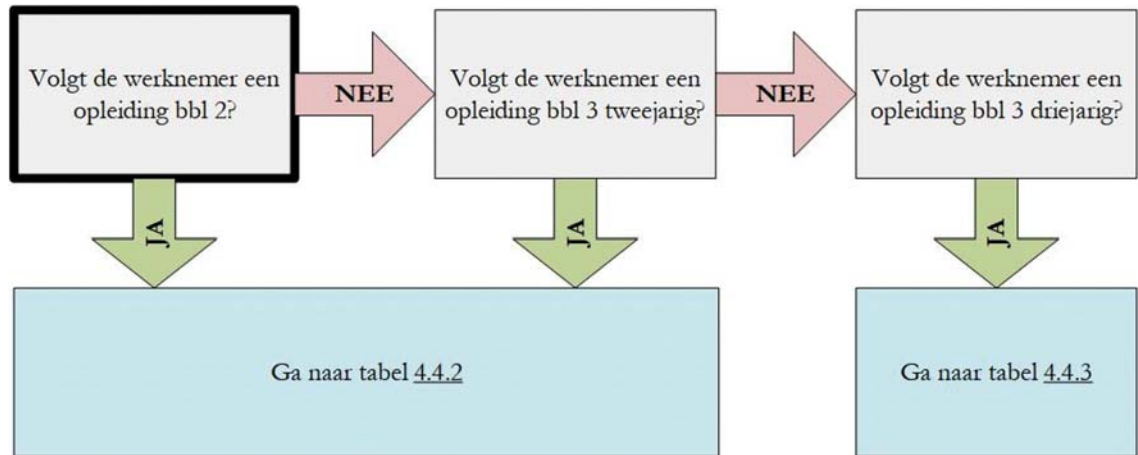 Volgt de werknemer een
opleiding bbl 2?
NEE
Volgt de werknemer een
opleiding bbl 3 tweejarig?
NEE
Volgt de werknemer een
opleiding bbl 3 driejarig?
JA
JA
JA
Ga naar tabel 4.4.2
Ga naar tabel 4.4.3